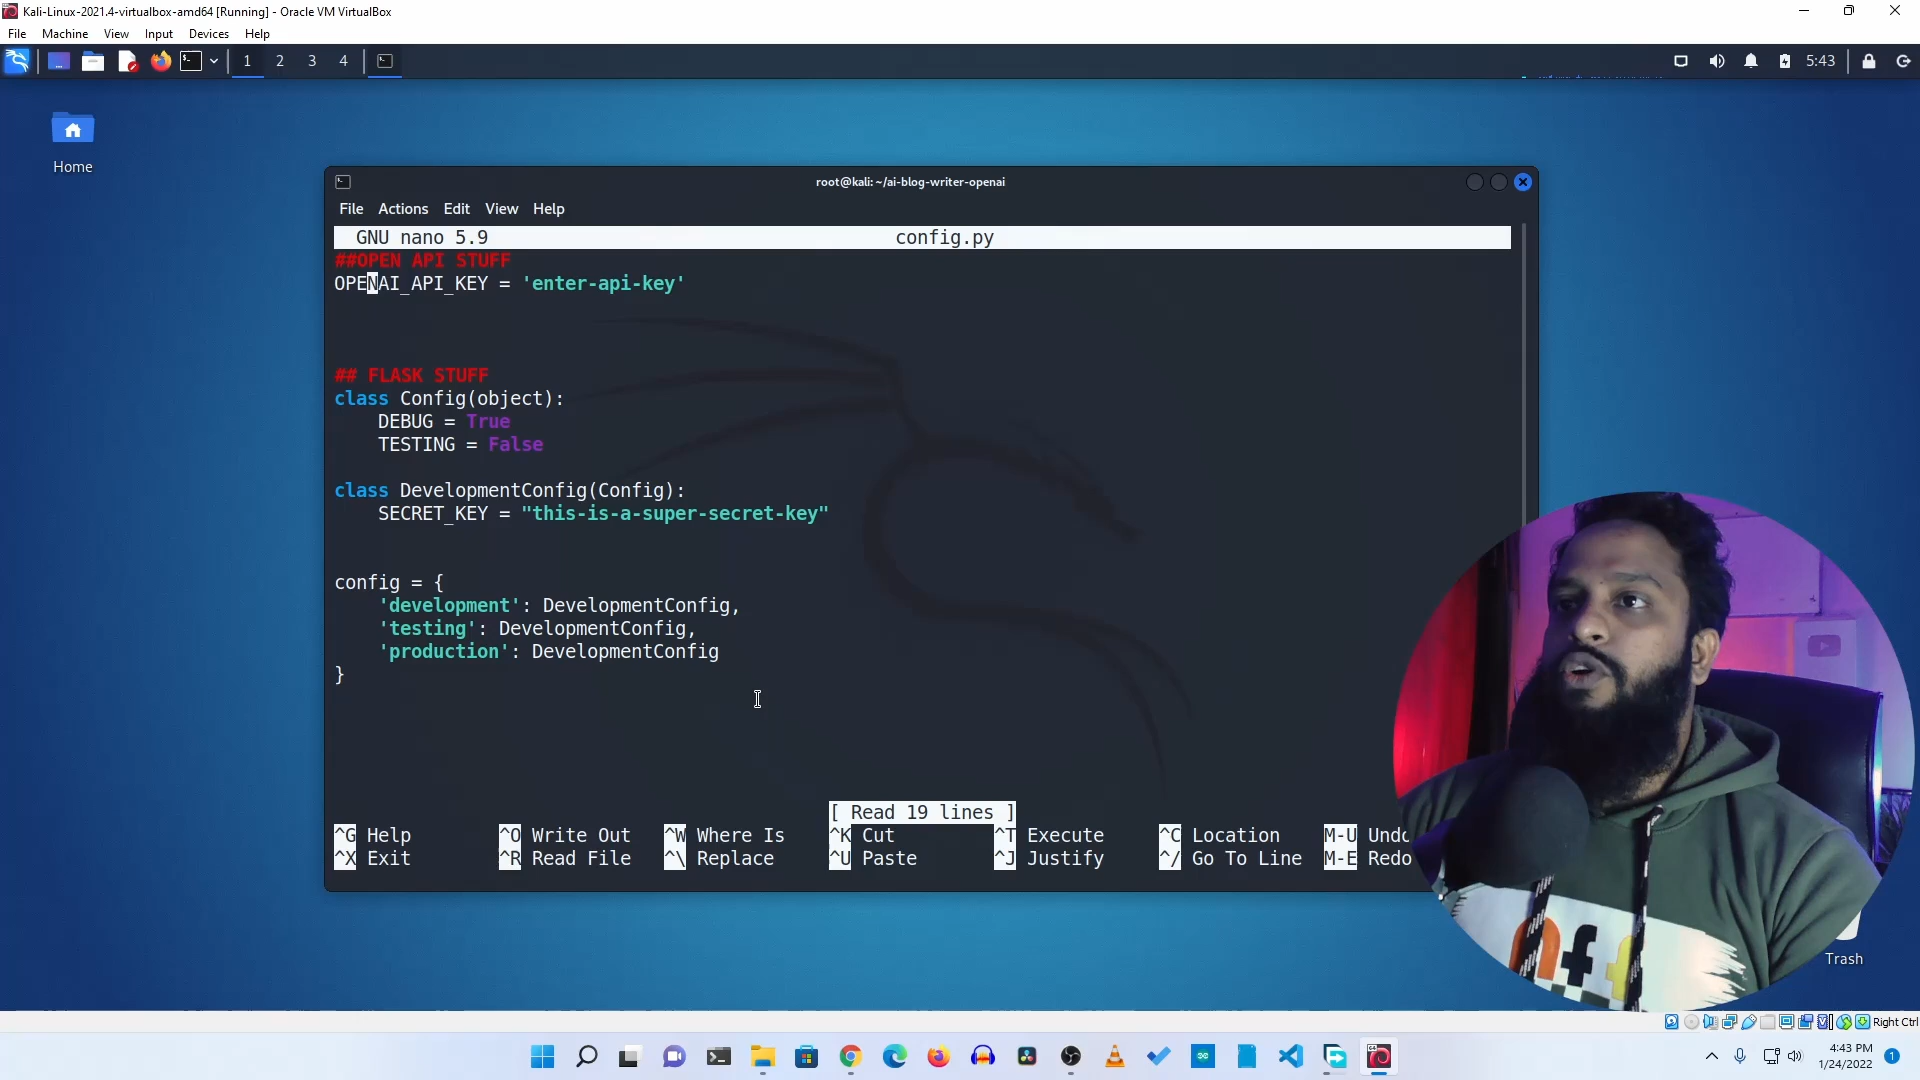 Kali-Linux-2021.4-virtualbox-amd64 [Running] - Oracle VM VirtualBox
File Machine View Input Devices Help
1 2 3 4 5:43
Home
root@kali: ~/ai-blog-writer-openai
File Actions Edit View Help
GNU nano 5.9 config.py
##OPEN API STUFF
OPENAI_API_KEY = 'enter-api-key'
## FLASK STUFF
class Config(object):
DEBUG = True
TESTING = False
class DevelopmentConfig(Config):
SECRET_KEY = "this-is-a-super-secret-key"
config = {
'development': DevelopmentConfig,
'testing': DevelopmentConfig,
'production': DevelopmentConfig
}
[ Read 19 lines ]
^G Help ^O Write Out ^W Where Is ^K Cut ^T Execute ^C Location M-U Undo
^X Exit ^R Read File ^\ Replace ^U Paste ^J Justify ^/ Go To Line M-E Redo
Trash
Right Ctrl
4:43 PM
1/24/2022
1